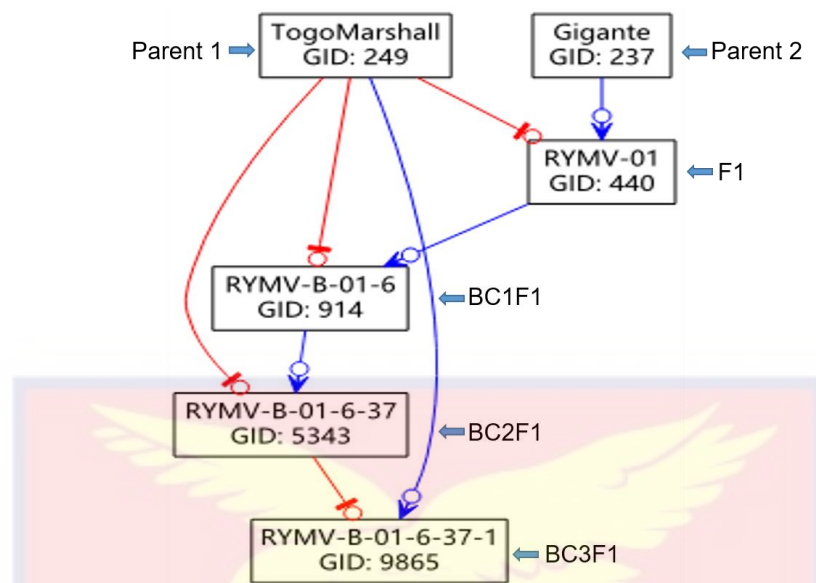 Parent 1
TogoMarshall
GID: 249
Gigante
GID: 237
Parent 2
RYMV-01
GID: 440
F1
RYMV-B-01-6
GID: 914
BC1F1
RYMV-B-01-6-37
GID: 5343
BC2F1
RYMV-B-01-6-37-1
GID: 9865
BC3F1